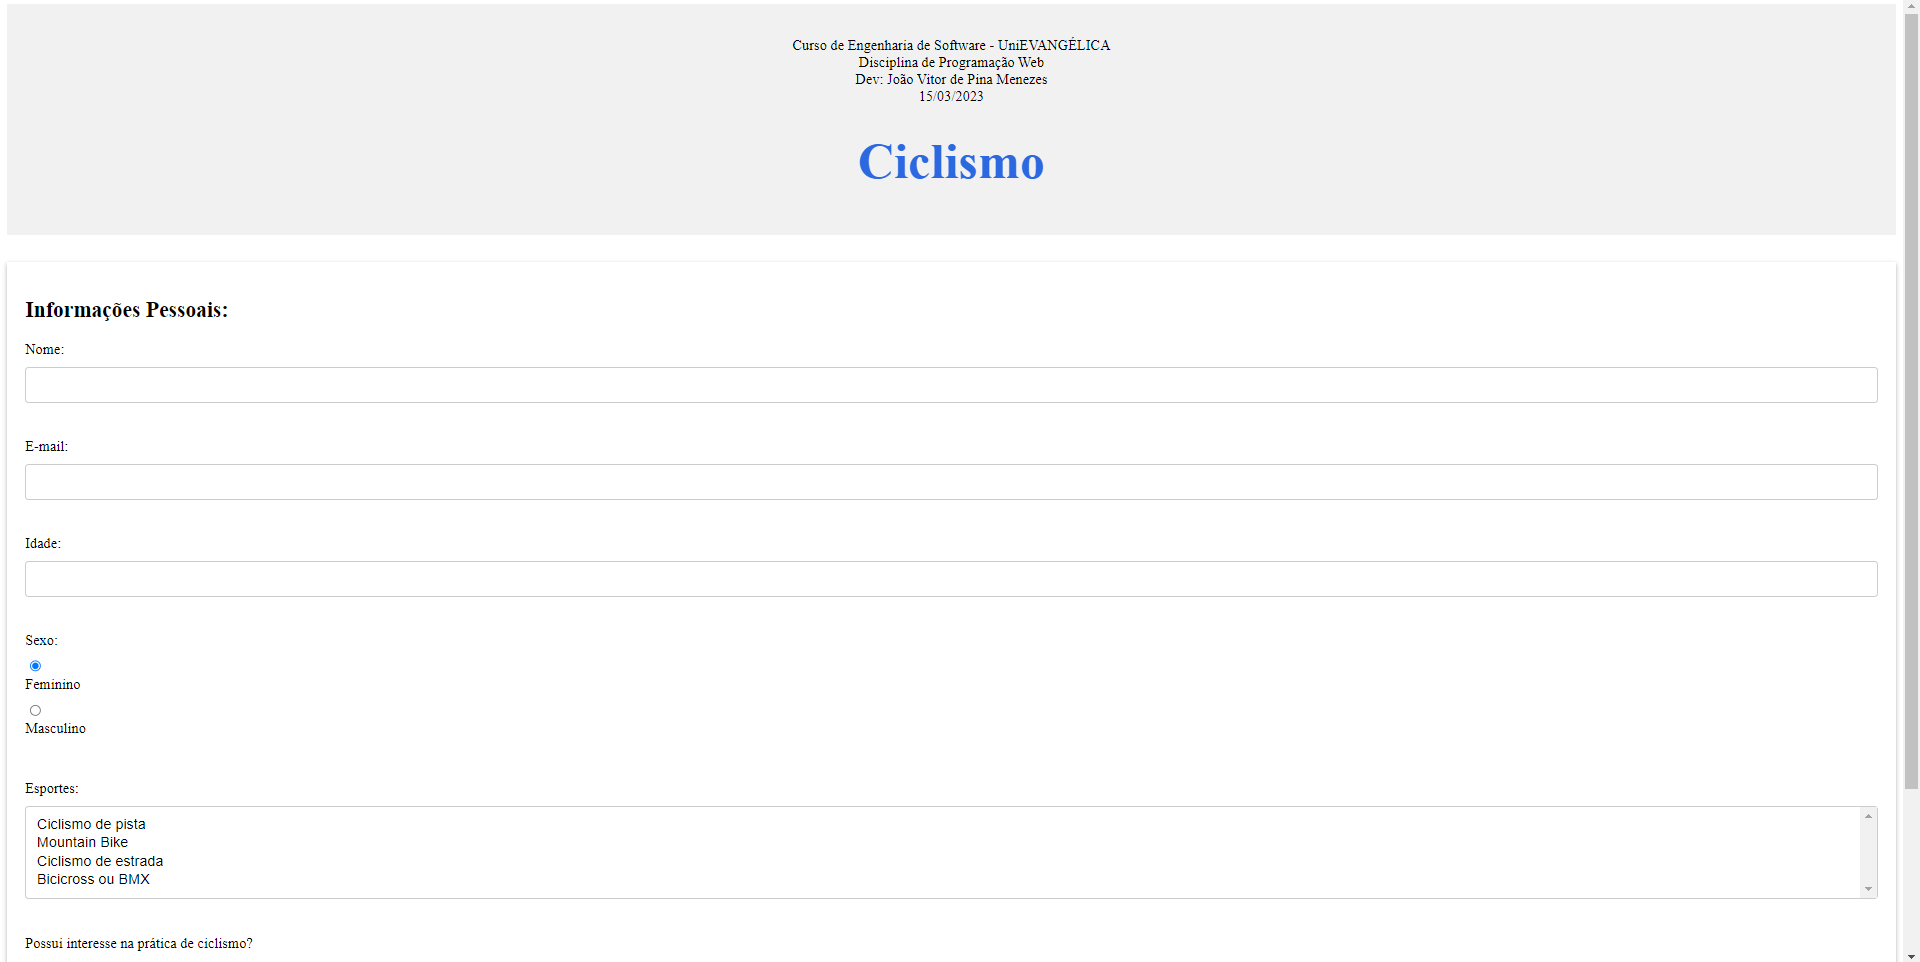 Curso de Engenharia de Software - UniEVANGÉLICA
Disciplina de Programação Web
Dev: João Vitor de Pina Menezes
15/03/2023
Ciclismo
Informações Pessoais:
Nome:
E-mail:
Idade:
Sexo:
Feminino
Masculino
Esportes:
Ciclismo de pista
Mountain Bike
Ciclismo de estrada
Bicicross ou BMX
Possui interesse na prática de ciclismo?